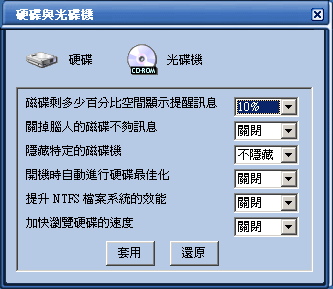 硬碟與光碟機
硬碟 CD-ROM 光碟機
磁碟剩多少百分比空間顯示提醒訊息 10%
關掉腦人的磁碟不夠訊息 關閉
隱藏特定的磁碟機 不隱藏
開機時自動進行硬碟最佳化 關閉
提升 NTFS 檔案系統的效能 關閉
加快瀏覽硬碟的速度 關閉
套用 還原